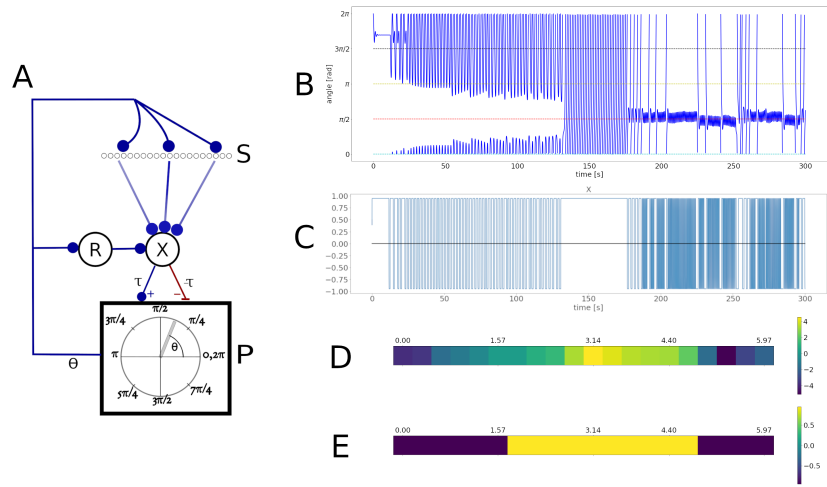 A
S
R
X
τ
-τ
+
−
θ
P
π/2
3π/4
π/4
θ
π
0,2π
5π/4
7π/4
3π/2
B
angle [rad]
2π
3π/2
π
π/2
0
0 50 100 150 200 250 300
time [s]
C
X
1.00
0.75
0.50
0.25
0.00
−0.25
−0.50
−0.75
−1.00
0 50 100 150 200 250 300
time [s]
D
0.00 1.57 3.14 4.40 5.97
4
2
0
−2
−4
E
0.00 1.57 3.14 4.40 5.97
0.5
0.0
−0.5